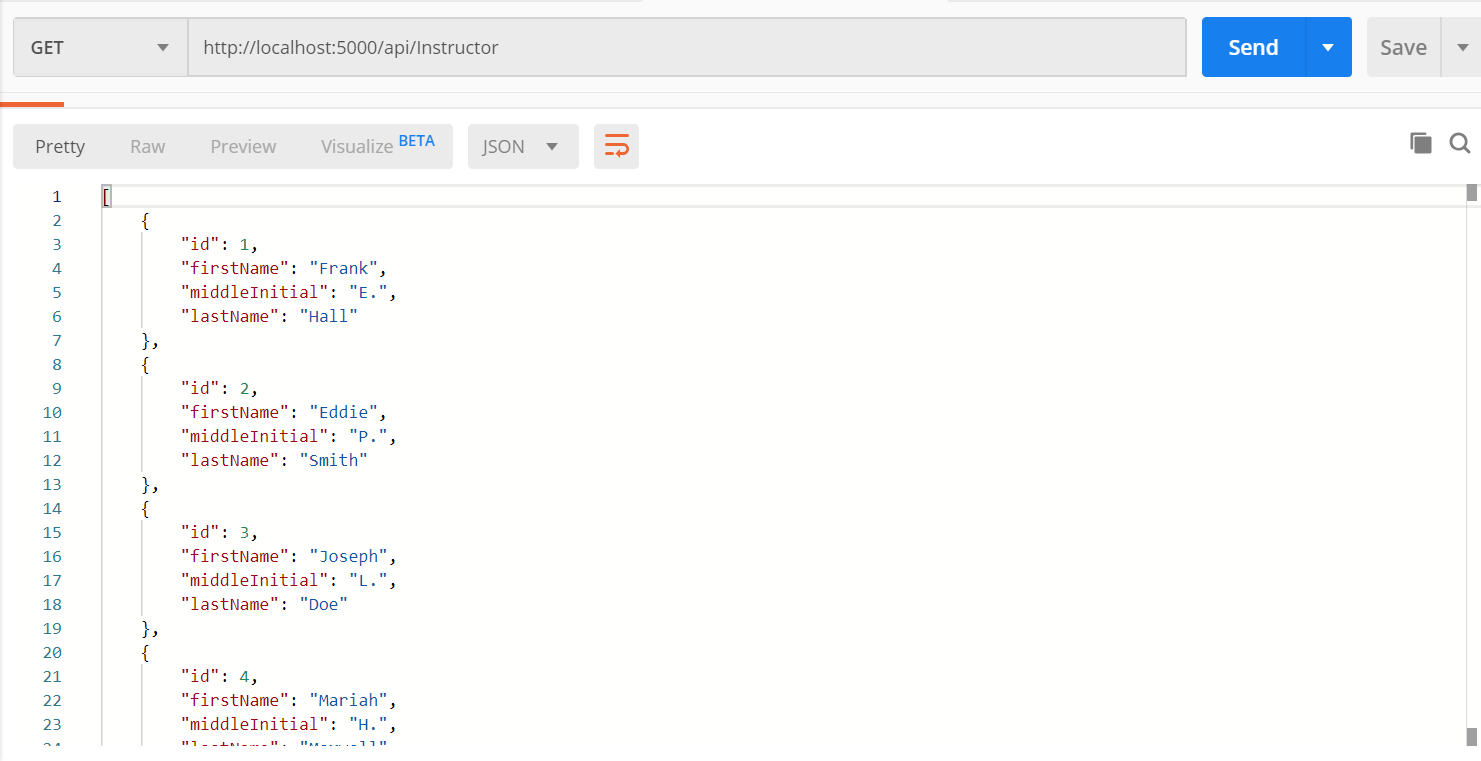 GET http://localhost:5000/api/Instructor Send Save
Pretty Raw Preview Visualize BETA JSON
1 [
2 {
3 "id": 1,
4 "firstName": "Frank",
5 "middleInitial": "E.",
6 "lastName": "Hall"
7 },
8 {
9 "id": 2,
10 "firstName": "Eddie",
11 "middleInitial": "P.",
12 "lastName": "Smith"
13 },
14 {
15 "id": 3,
16 "firstName": "Joseph",
17 "middleInitial": "L.",
18 "lastName": "Doe"
19 },
20 {
21 "id": 4,
22 "firstName": "Mariah",
23 "middleInitial": "H.",
24 "lastName":